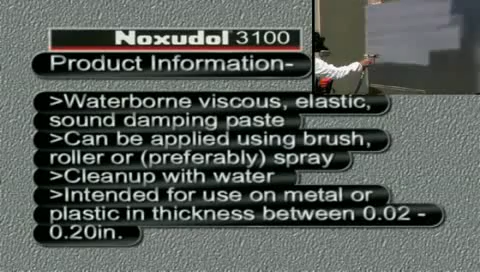 Noxudol 3100
Product Information-
>Waterborne viscous, elastic,
sound damping paste
>Can be applied using brush,
roller or (preferably) spray
>Cleanup with water
>Intended for use on metal or
plastic in thickness between 0.02 -
0.20in.